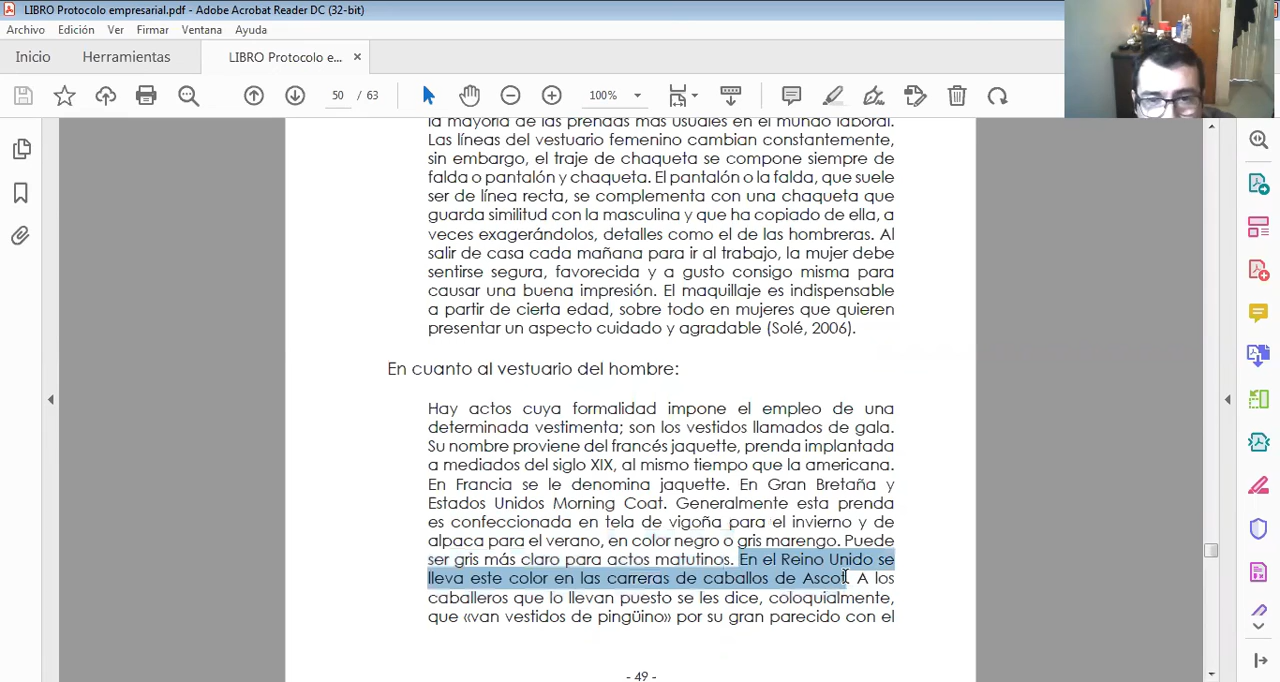 LIBRO Protocolo empresarial.pdf - Adobe Acrobat Reader DC (32-bit)
Archivo Edición Ver Firmar Ventana Ayuda
Inicio Herramientas LIBRO Protocolo e... ×
50 / 63 100%
la mayoría de las prendas más usuales en el mundo laboral.
Las líneas del vestuario femenino cambian constantemente,
sin embargo, el traje de chaqueta se compone siempre de
falda o pantalón y chaqueta. El pantalón o la falda, que suele
ser de línea recta, se complementa con una chaqueta que
guarda similitud con la masculina y que ha copiado de ella, a
veces exagerándolos, detalles como el de las hombreras. Al
salir de casa cada mañana para ir al trabajo, la mujer debe
sentirse segura, favorecida y a gusto consigo misma para
causar una buena impresión. El maquillaje es indispensable
a partir de cierta edad, sobre todo en mujeres que quieren
presentar un aspecto cuidado y agradable (Solé, 2006).
En cuanto al vestuario del hombre:
Hay actos cuya formalidad impone el empleo de una
determinada vestimenta; son los vestidos llamados de gala.
Su nombre proviene del francés jaquette, prenda implantada
a mediados del siglo XIX, al mismo tiempo que la americana.
En Francia se le denomina jaquette. En Gran Bretaña y
Estados Unidos Morning Coat. Generalmente esta prenda
es confeccionada en tela de vigoña para el invierno y de
alpaca para el verano, en color negro o gris marengo. Puede
ser gris más claro para actos matutinos. En el Reino Unido se
lleva este color en las carreras de caballos de Ascot. A los
caballeros que lo llevan puesto se les dice, coloquialmente,
que «van vestidos de pingüino» por su gran parecido con el
- 49 -